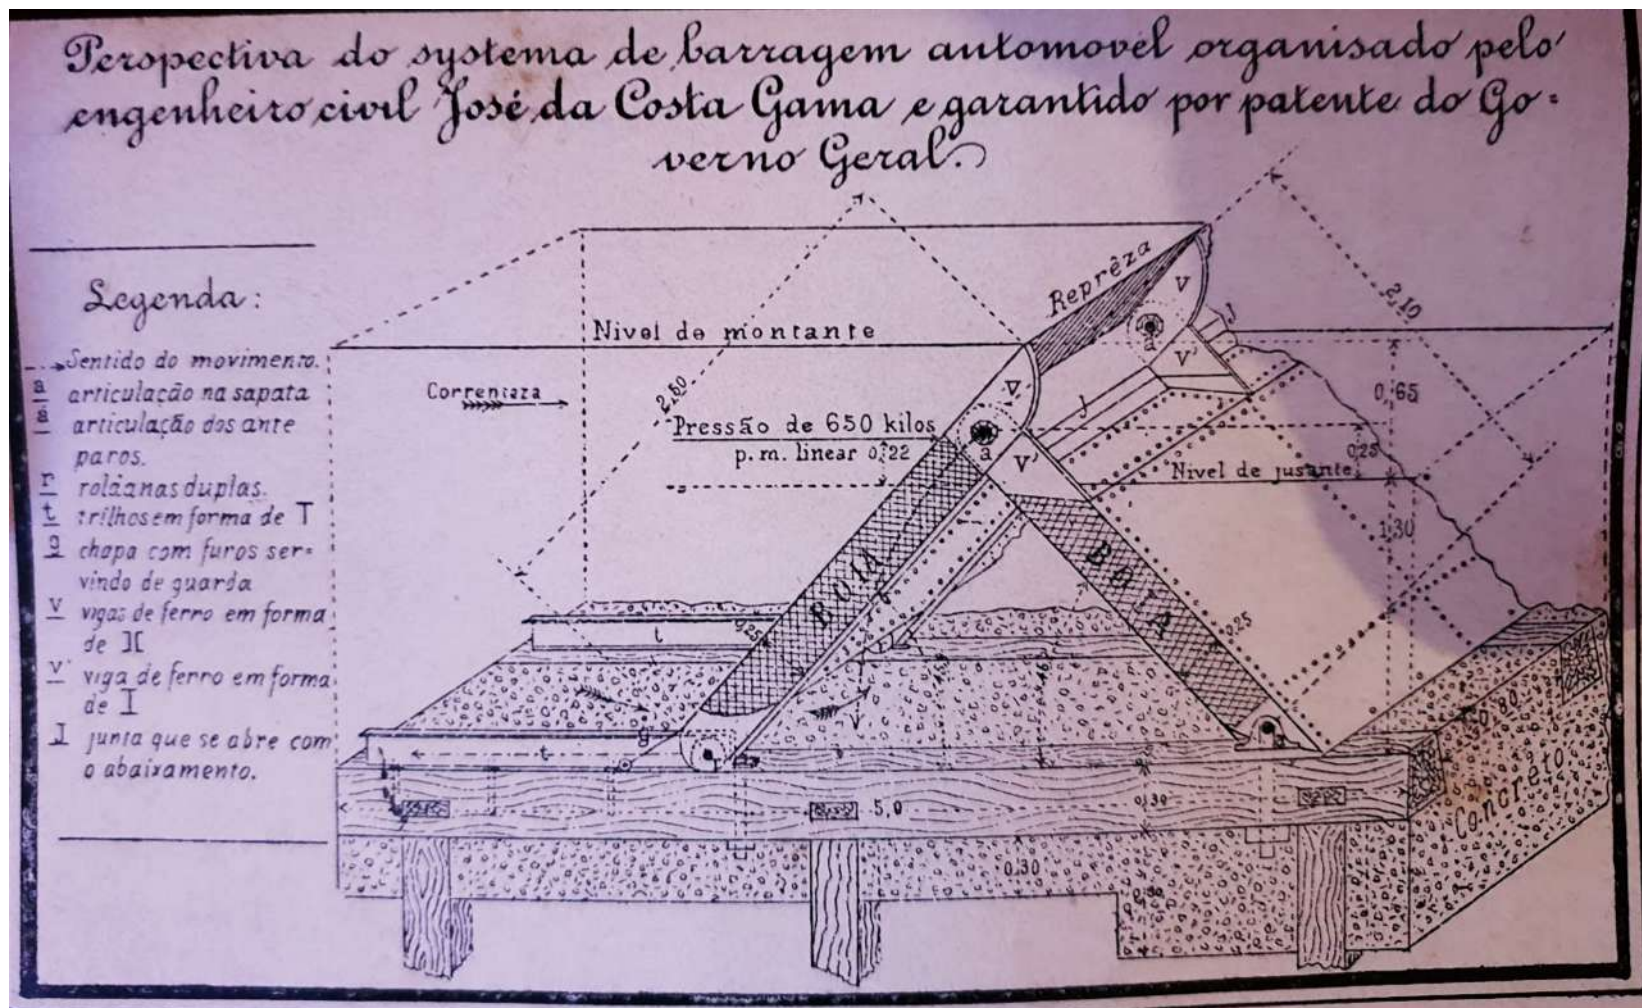 Perspectiva do systema de barragem automovel organisado pelo
engenheiro civil José da Costa Gama e garantido por patente do Go-
verno Geral.
Legenda:
Sentido do movimento.
a articulação na sapata
á articulação dos ante
paros.
r roldanas duplas.
t trilhos em forma de T
g chapa com furos ser=
vindo de guarda
v vigas de ferro em forma
de ][
v' viga de ferro em forma
de I
J junta que se abre com
o abaixamento.
Reprêza
Nivel de montante
Correnteza
2,50
2,10
Pressão de 650 kilos
p. m. linear 0,22
0,65
0,25
Nivel de jusante
1,30
V
V'
á
J
V
V'
a
J
BOIA
BOIA
0,25
0,25
t
t
g
r
r
a
5,0
0,30
0,30
0,80
Concrèto